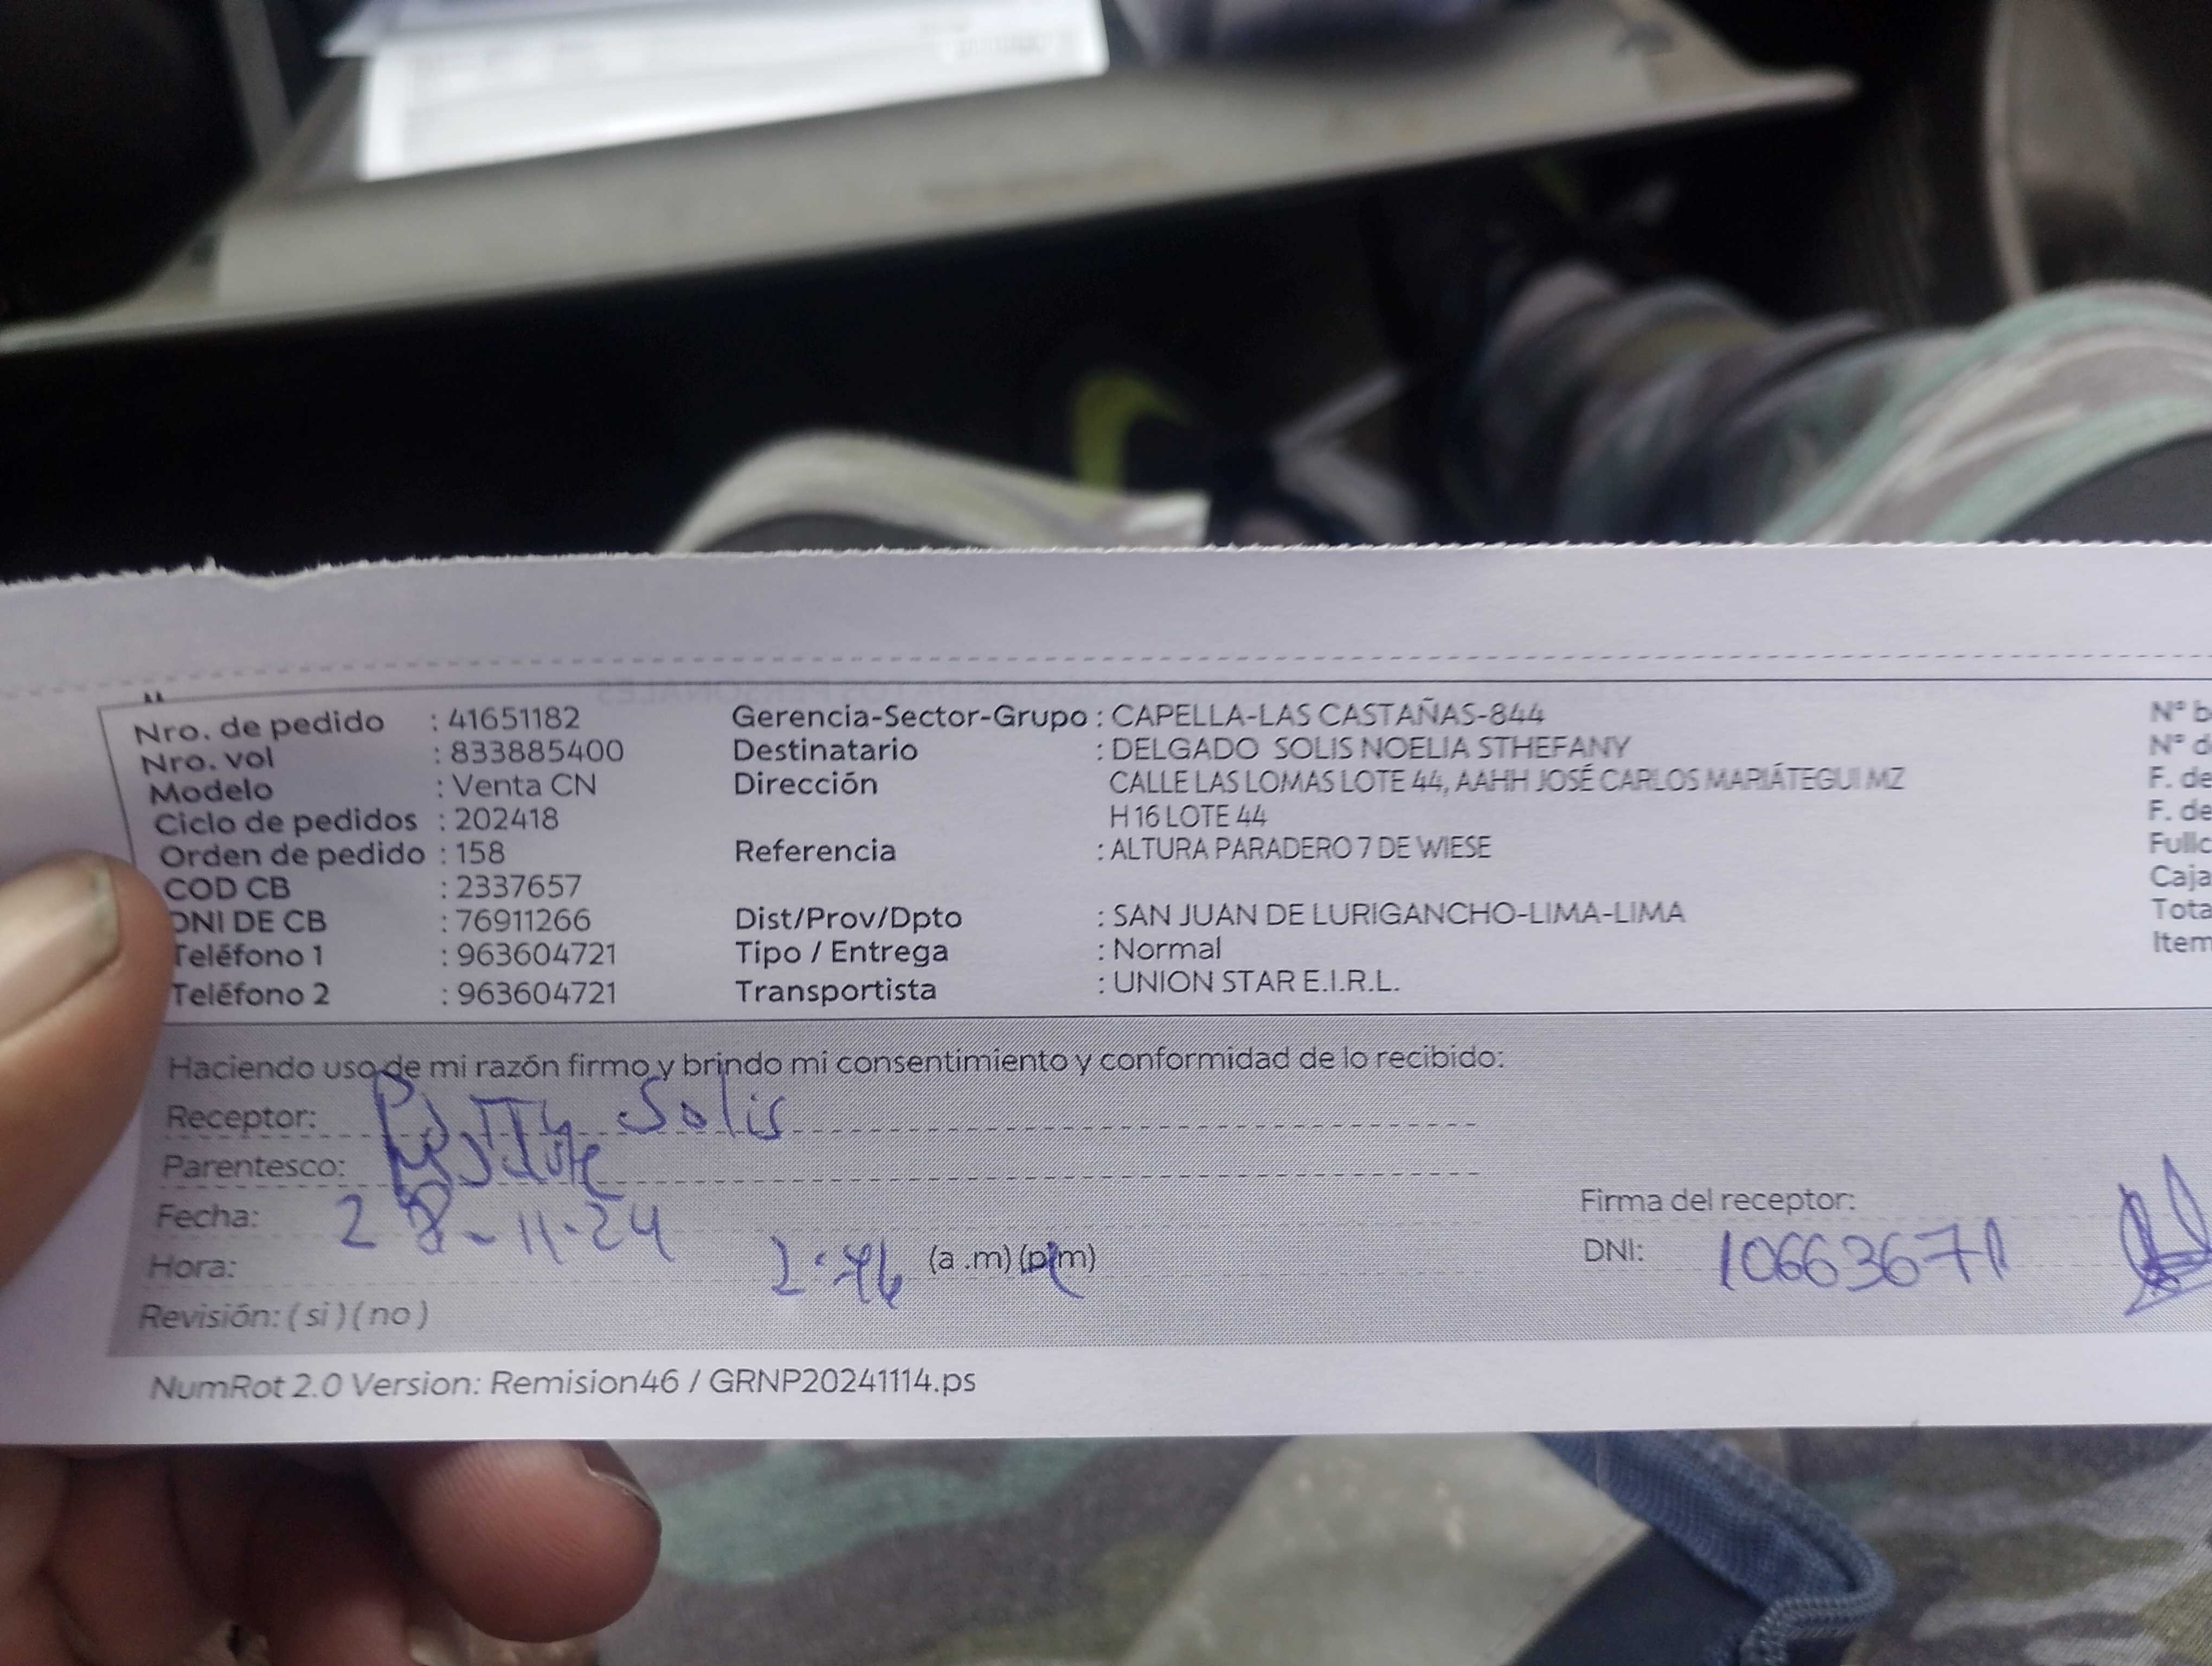 Nro. de pedido : 41651182
Nro. vol : 833885400
Modelo : Venta CN
Ciclo de pedidos : 202418
Orden de pedido : 158
COD CB : 2337657
DNI DE CB : 76911266
Teléfono 1 : 963604721
Teléfono 2 : 963604721
Gerencia-Sector-Grupo : CAPELLA-LAS CASTAÑAS-844
Destinatario : DELGADO SOLIS NOELIA STHEFANY
Dirección CALLE LAS LOMAS LOTE 44, AAHH JOSÉ CARLOS MARIÁTEGUI MZ
H 16 LOTE 44
Referencia : ALTURA PARADERO 7 DE WIESE
Dist/Prov/Dpto : SAN JUAN DE LURIGANCHO-LIMA-LIMA
Tipo / Entrega : Normal
Transportista : UNION STAR E.I.R.L.
Nº
Nº
F. de
F. de
Haciendo uso de mi razón firmo y brindo mi consentimiento y conformidad de lo recibido:
Receptor: Solis
Parentesco:
Fecha: 28-11-24
Hora: (a .m) (p.m)
Revisión: ( si ) ( no )
Firma del receptor:
DNI: 10663671
NumRot 2.0 Version: Remision46 / GRNP20241114.ps